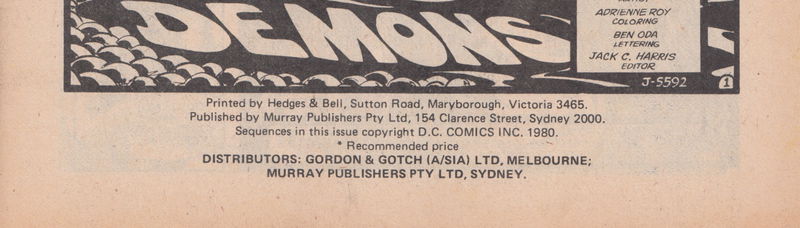 DEMONS
ADRIENNE ROY
COLORING
BEN ODA
LETTERING
JACK C. HARRIS
EDITOR
J-5592
1
Printed by Hedges & Bell, Sutton Road, Maryborough, Victoria 3465.
Published by Murray Publishers Pty Ltd, 154 Clarence Street, Sydney 2000.
Sequences in this issue copyright D.C. COMICS INC. 1980.
* Recommended price
DISTRIBUTORS: GORDON & GOTCH (A/SIA) LTD, MELBOURNE;
MURRAY PUBLISHERS PTY LTD, SYDNEY.